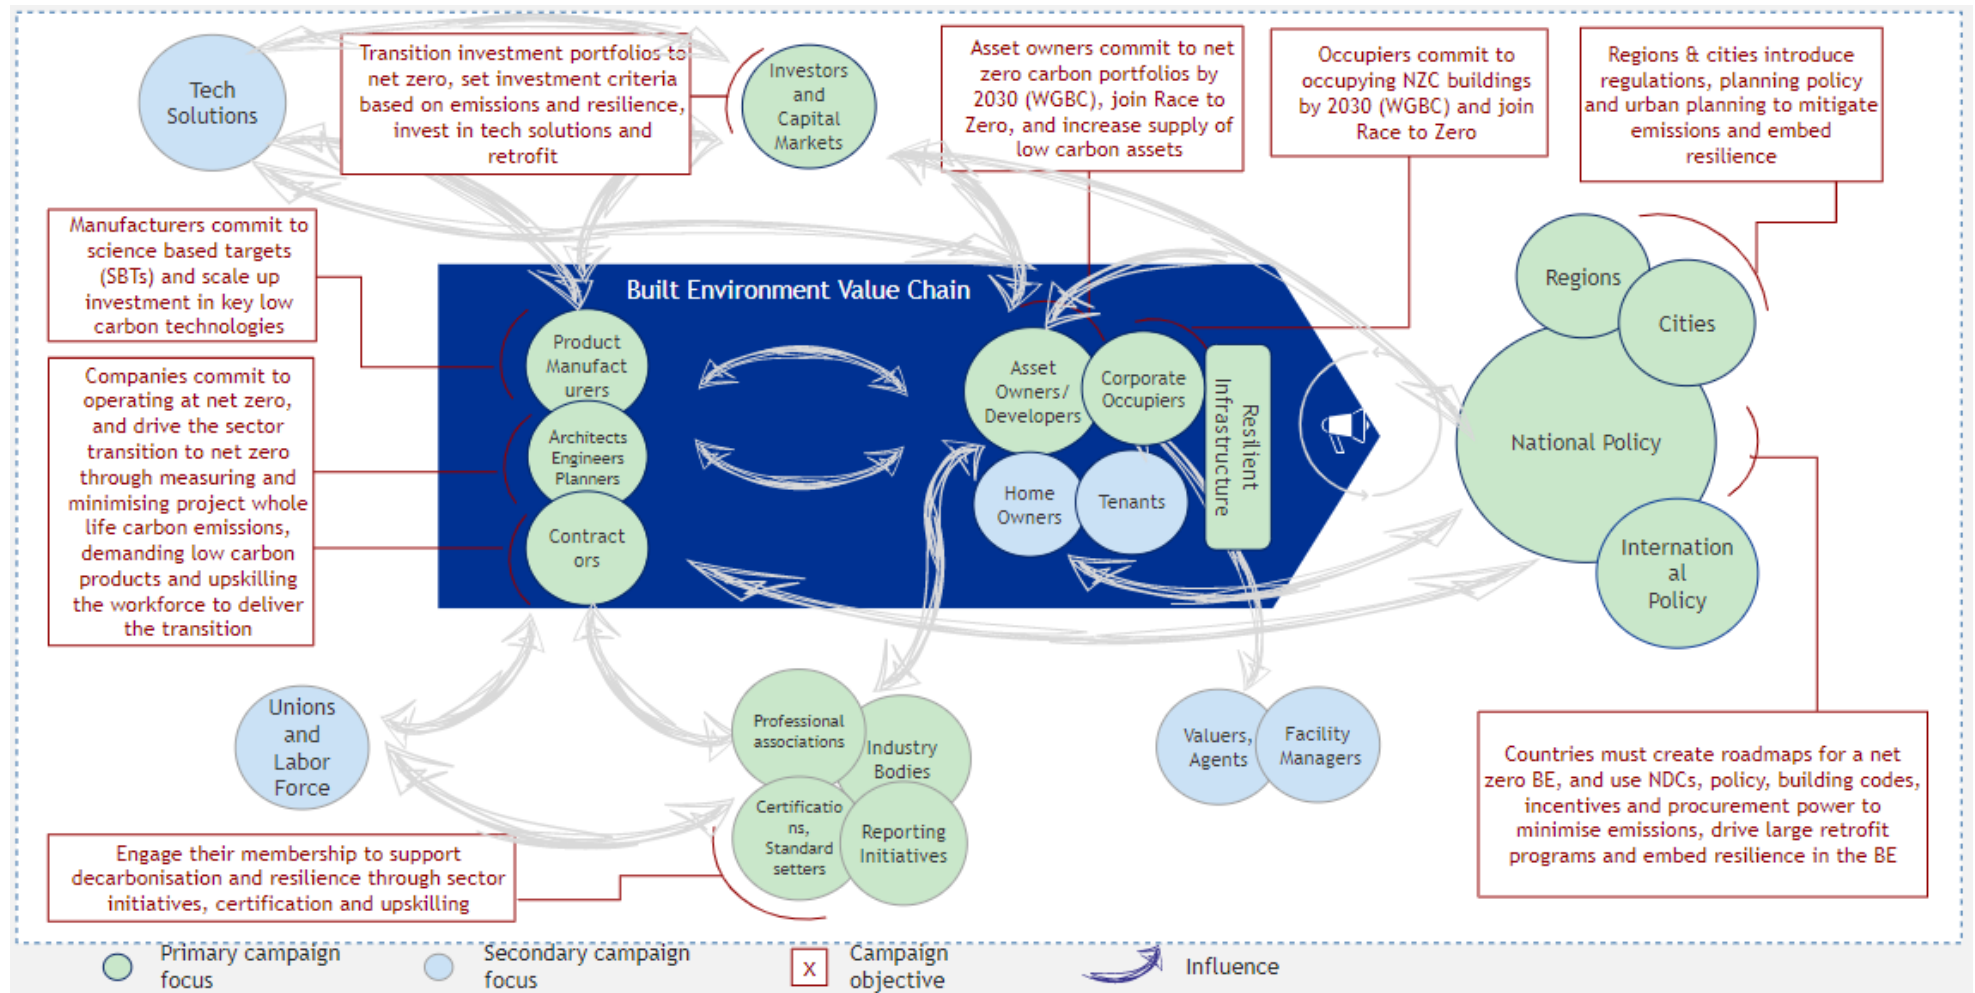 Tech
Solutions
Transition investment portfolios to
net zero, set investment criteria
based on emissions and resilience,
invest in tech solutions and
retrofit
Investors
and
Capital
Markets
Asset owners commit to net
zero carbon portfolios by
2030 (WGBC), join Race to
Zero, and increase supply of
low carbon assets
Occupiers commit to
occupying NZC buildings
by 2030 (WGBC) and join
Race to Zero
Regions & cities introduce
regulations, planning policy
and urban planning to mitigate
emissions and embed
resilience
Manufacturers commit to
science based targets
(SBTs) and scale up
investment in key low
carbon technologies
Companies commit to
operating at net zero,
and drive the sector
transition to net zero
through measuring and
minimising project whole
life carbon emissions,
demanding low carbon
products and upskilling
the workforce to deliver
the transition
Built Environment Value Chain
Product
Manufact
urers
Architects
Engineers
Planners
Contract
ors
Asset
Owners/
Developers
Corporate
Occupiers
Home
Owners
Tenants
Resilient
Infrastructure
Regions
Cities
National Policy
Internation
al
Policy
Unions
and
Labor
Force
Professional
associations
Industry
Bodies
Certificatio
ns,
Standard
setters
Reporting
Initiatives
Valuers,
Agents
Facility
Managers
Countries must create roadmaps for a net
zero BE, and use NDCs, policy, building codes,
incentives and procurement power to
minimise emissions, drive large retrofit
programs and embed resilience in the BE
Engage their membership to support
decarbonisation and resilience through sector
initiatives, certification and upskilling
Primary campaign
focus
Secondary campaign
focus
X
Campaign
objective
Influence